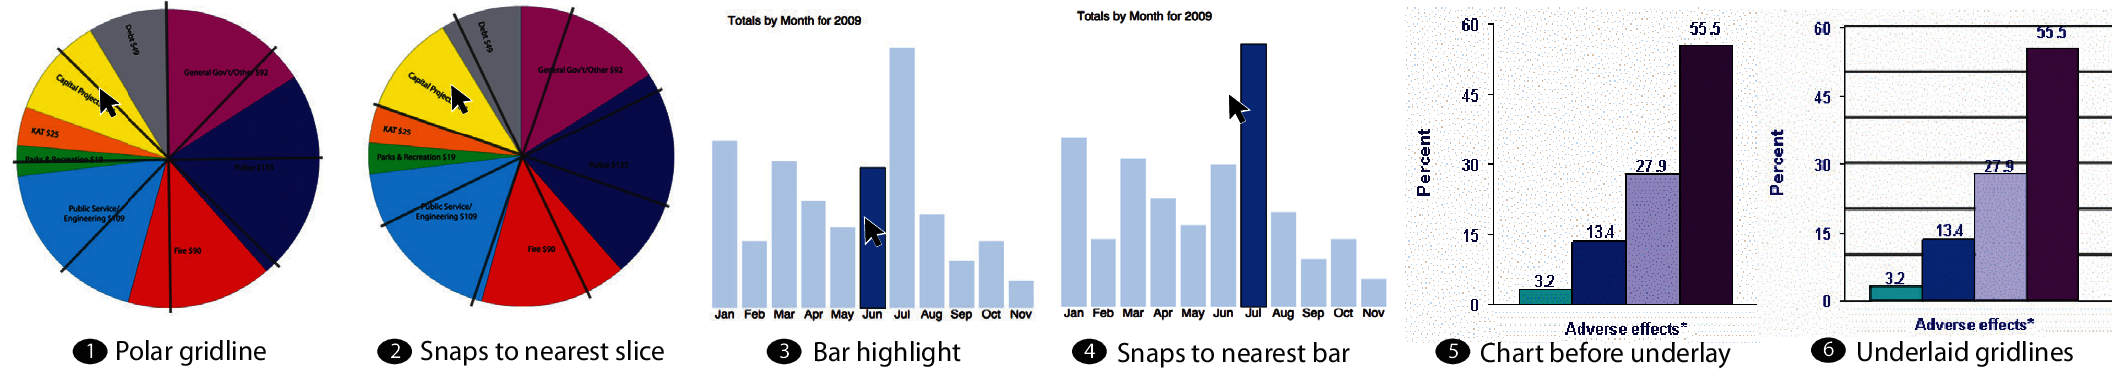 Debt $49
General Gov't/Other $92
Capital Project
KAT $25
Parks & Recreation $19
Police $133
Public Service/
Engineering $109
Fire $90
1 Polar gridline
Debt $49
General Gov't/Other $92
Capital Project
KAT $25
Parks & Recreation $19
Police $133
Public Service/
Engineering $109
Fire $90
2 Snaps to nearest slice
Totals by Month for 2009
Jan Feb Mar Apr May Jun Jul Aug Sep Oct Nov
3 Bar highlight
Totals by Month for 2009
Jan Feb Mar Apr May Jun Jul Aug Sep Oct Nov
4 Snaps to nearest bar
Percent
60
45
30
15
0
3.2
13.4
27.9
55.5
Adverse effects*
5 Chart before underlay
Percent
60
45
30
15
0
3.2
13.4
27.9
55.5
Adverse effects*
6 Underlaid gridlines